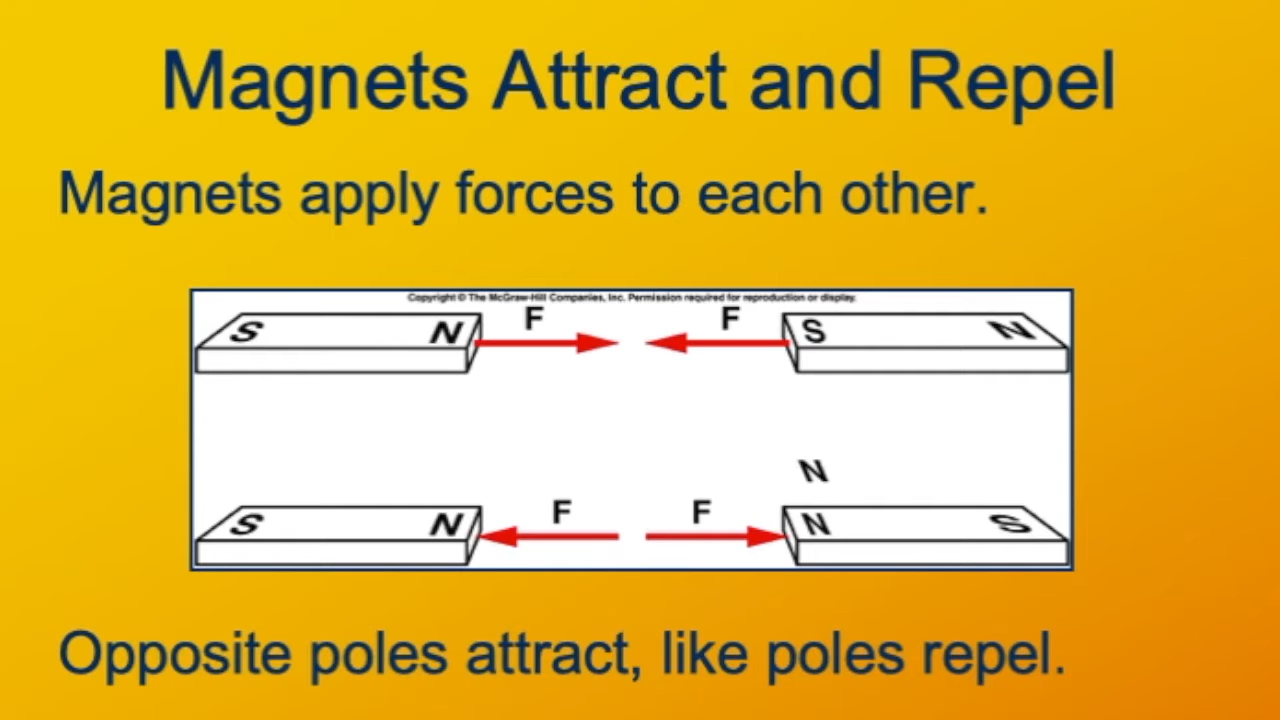 Magnets Attract and Repel
Magnets apply forces to each other.
Copyright © The McGraw-Hill Companies, Inc. Permission required for reproduction or display.
S N F F S N
N
S N F F N S
Opposite poles attract, like poles repel.